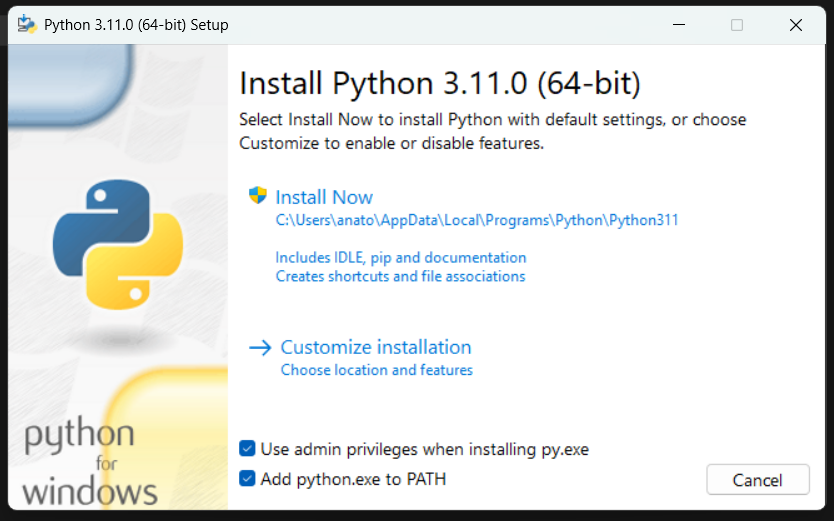 Python 3.11.0 (64-bit) Setup
Install Python 3.11.0 (64-bit)
Select Install Now to install Python with default settings, or choose
Customize to enable or disable features.
Install Now
C:\Users\anato\AppData\Local\Programs\Python\Python311
Includes IDLE, pip and documentation
Creates shortcuts and file associations
Customize installation
Choose location and features
python
for
windows
Use admin privileges when installing py.exe
Add python.exe to PATH
Cancel